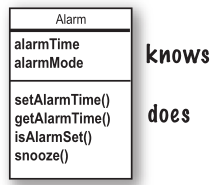 Alarm
alarmTime
alarmMode
knows
setAlarmTime()
getAlarmTime()
isAlarmSet()
snooze()
does